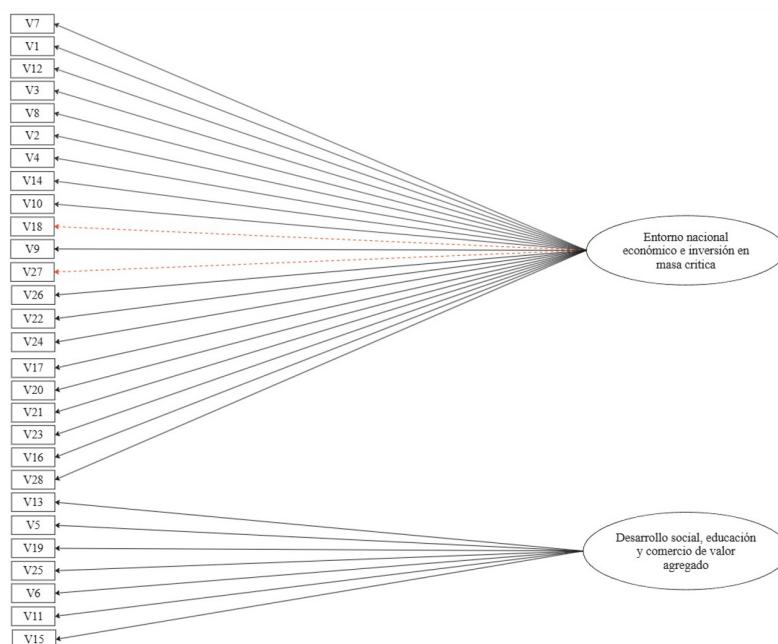 V7
V1
V12
V3
V8
V2
V4
V14
V10
V18
V9
V27
V26
V22
V24
V17
V20
V21
V23
V16
V28
V13
V5
V19
V25
V6
V11
V15
Entorno nacional
económico e inversión en
masa critica
Desarrollo social, educación
y comercio de valor
agregado